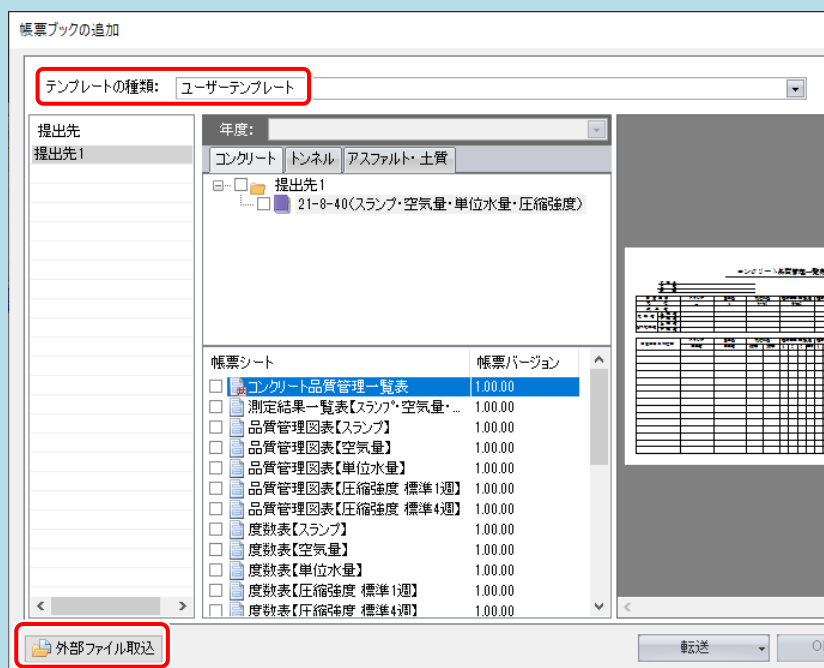 帳票ブックの追加
テンプレートの種類: ユーザーテンプレート
提出先
提出先1
年度:
コンクリート トンネル アスファルト・土質
提出先1
21-8-40(スランプ・空気量・単位水量・圧縮強度)
帳票シート 帳票バージョン
コンクリート品質管理一覧表 1.00.00
測定結果一覧表【スランプ・空気量・... 1.00.00
品質管理図表【スランプ】 1.00.00
品質管理図表【空気量】 1.00.00
品質管理図表【単位水量】 1.00.00
品質管理図表【圧縮強度 標準1週】 1.00.00
品質管理図表【圧縮強度 標準4週】 1.00.00
度数表【スランプ】 1.00.00
度数表【空気量】 1.00.00
度数表【単位水量】 1.00.00
度数表【圧縮強度 標準1週】 1.00.00
度数表【圧縮強度 標準4週】 1.00.00
コンクリート品質管理一覧
外部ファイル取込
転送